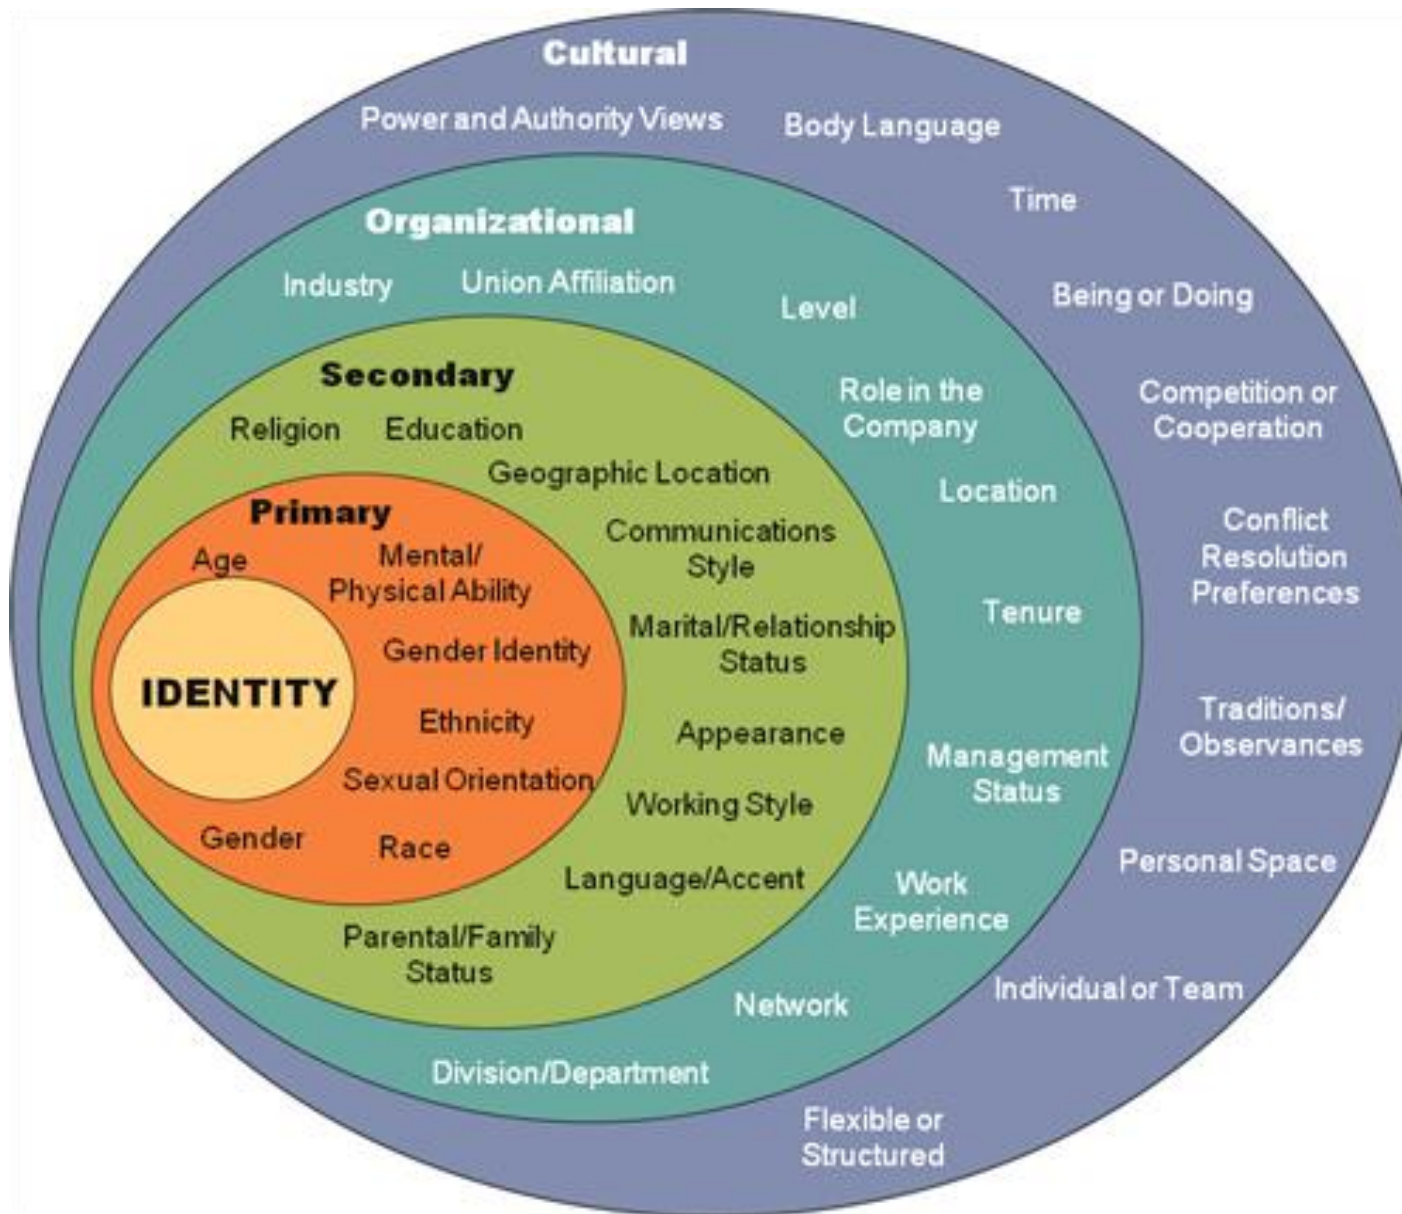 Cultural
Power and Authority Views
Body Language
Time
Being or Doing
Competition or
Cooperation
Conflict
Resolution
Preferences
Traditions/
Observances
Personal Space
Individual or Team
Flexible or
Structured
Organizational
Industry
Union Affiliation
Level
Role in the
Company
Location
Tenure
Management
Status
Work
Experience
Network
Division/Department
Secondary
Religion
Education
Geographic Location
Communications
Style
Marital/Relationship
Status
Appearance
Working Style
Language/Accent
Parental/Family
Status
Primary
Age
Mental/
Physical Ability
Gender Identity
Ethnicity
Sexual Orientation
Race
Gender
IDENTITY